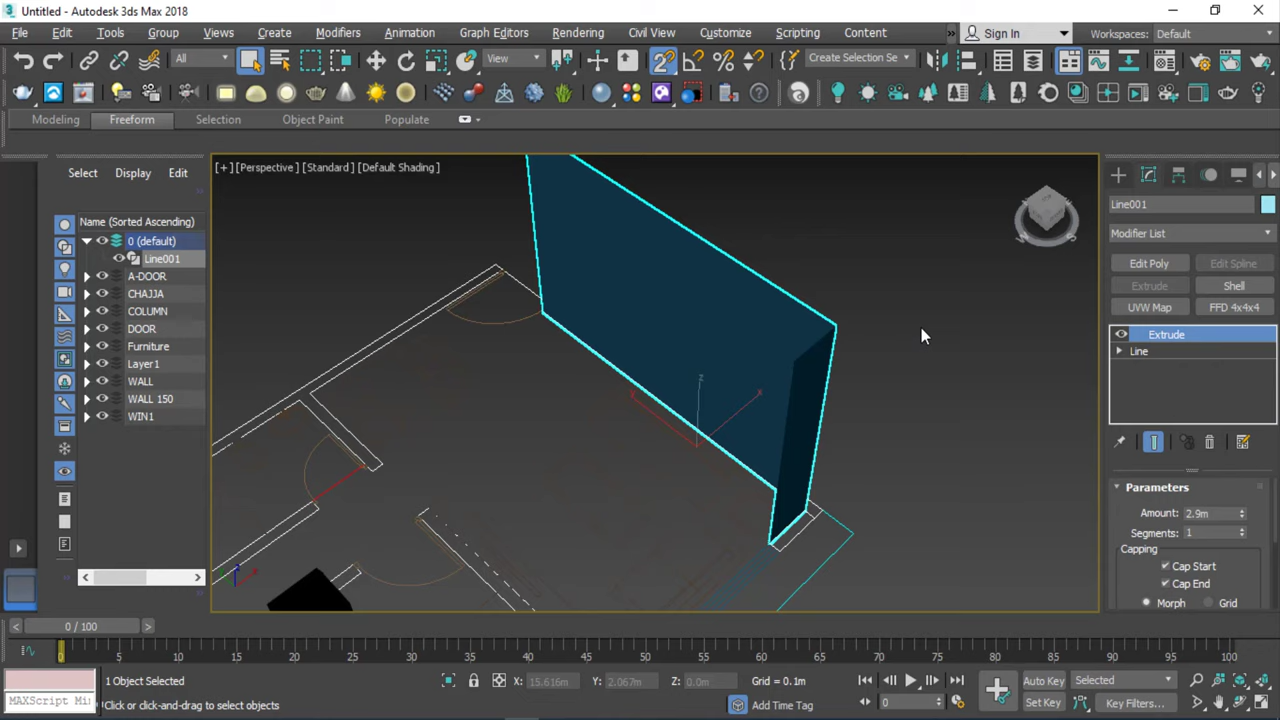 Untitled - Autodesk 3ds Max 2018
File Edit Tools Group Views Create Modifiers Animation Graph Editors Rendering Civil View Customize Scripting Content » Sign In Workspaces: Default
All View Create Selection Se
Modeling Freeform Selection Object Paint Populate
[+] [Perspective] [Standard] [Default Shading]
Select Display Edit
Name (Sorted Ascending)
0 (default)
Line001
A-DOOR
CHAJJA
COLUMN
DOOR
Furniture
Layer1
WALL
WALL 150
WIN1
z
x
W S
Line001
Modifier List
Edit Poly Edit Spline
Extrude Shell
UVW Map FFD 4x4x4
Extrude
Line
Parameters
Amount: 2.9m
Segments: 1
Capping
Cap Start
Cap End
Morph Grid
0 / 100
0 5 10 15 20 25 30 35 40 45 50 55 60 65 70 75 80 85 90 95 100
1 Object Selected X: 15.616m Y: 2.067m Z: 0.0m Grid = 0.1m Auto Key Selected
MAXScript Mi Click or click-and-drag to select objects Add Time Tag 0 Set Key Key Filters...